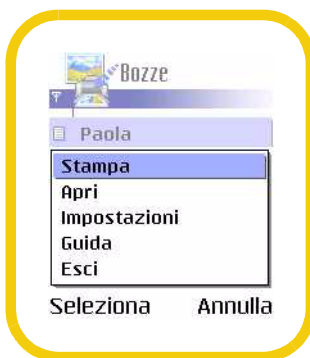 Bozze
Paola
Stampa
Apri
Impostazioni
Guida
Esci
Seleziona Annulla